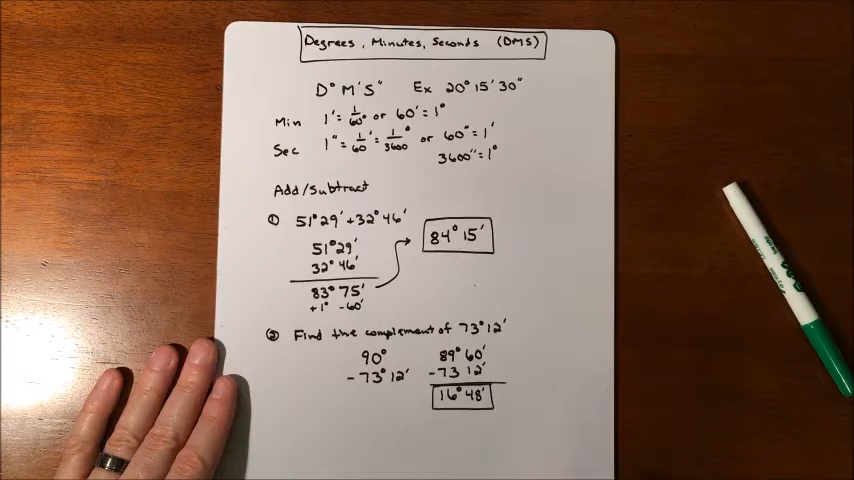 Degrees, Minutes, Seconds (DMS)
D° M' S" Ex 20° 15' 30"
Min 1' = 1/60° or 60' = 1°
Sec 1" = 1/60' = 1/3600° or 60" = 1'
3600" = 1°
Add/Subtract
① 51° 29' + 32° 46'
51° 29'
32° 46'
83° 75'
+1° -60'
84° 15'
② Find the complement of 73° 12'
90° 89° 60'
-73° 12' -73 12'
16° 48'